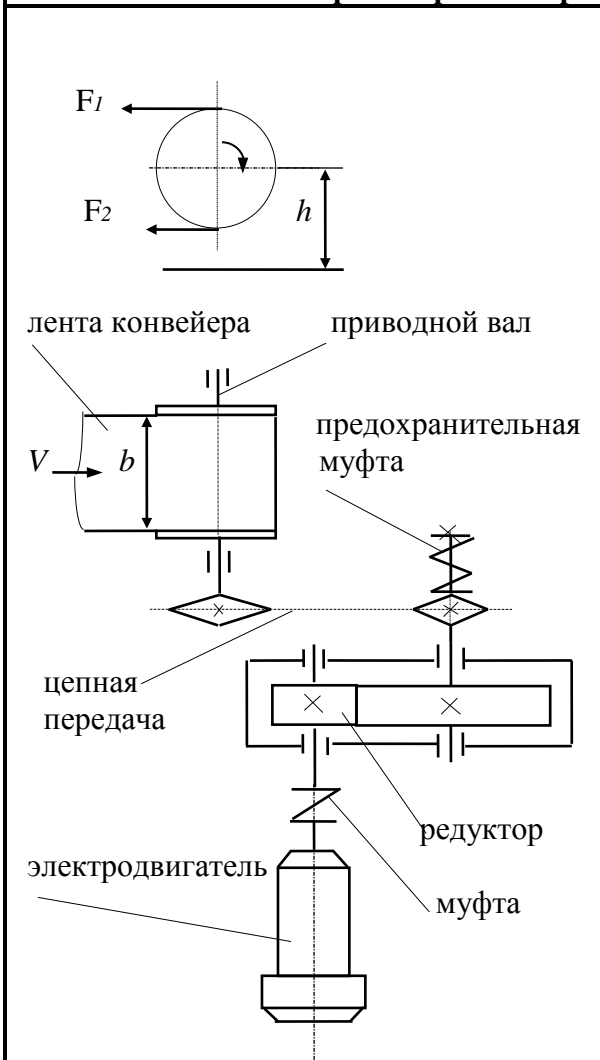 F1
F2
h
лента конвейера
приводной вал
предохранительная
муфта
V
b
цепная
передача
редуктор
электродвигатель
муфта